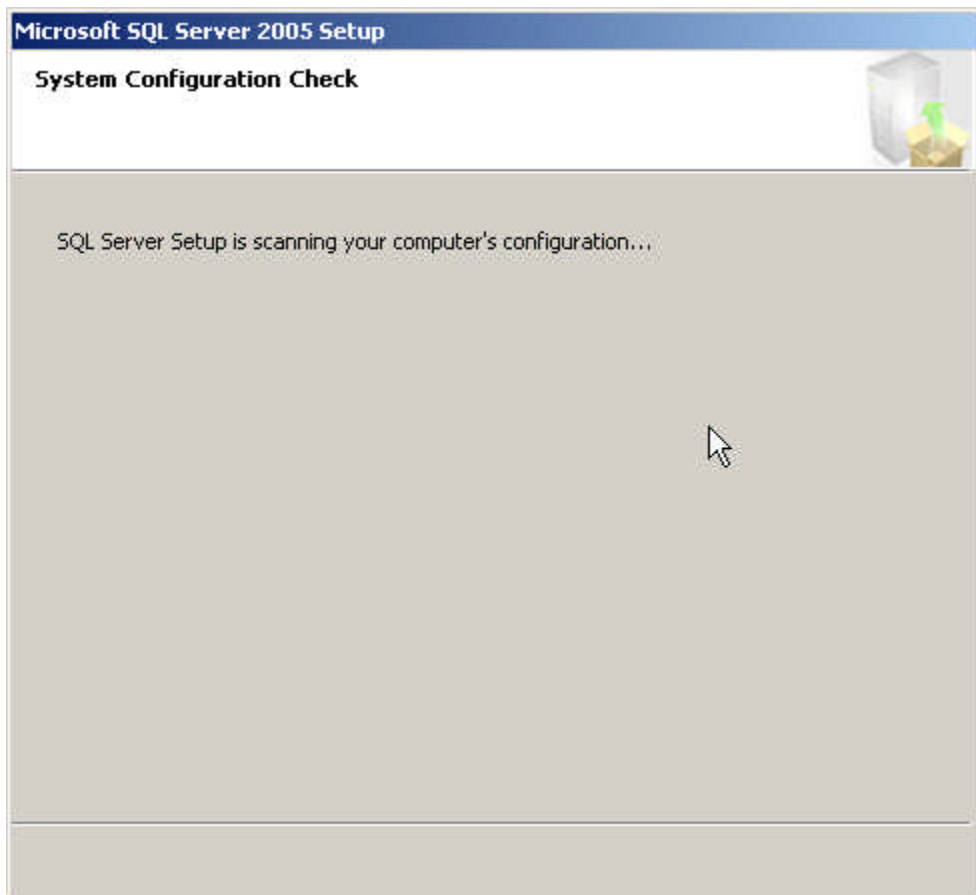 Microsoft SQL Server 2005 Setup
System Configuration Check
SQL Server Setup is scanning your computer's configuration...